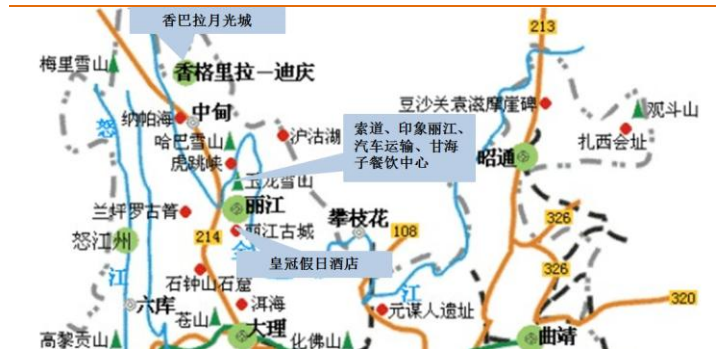 香巴拉月光城
213
梅里雪山
香格里拉－迪庆
怒
纳帕海
中甸
豆沙关袁滋摩崖碑
观斗山
扎西会址
哈巴雪山
泸沽湖
索道、印象丽江、
汽车运输、甘海
子餐饮中心
虎跳峡
昭通
玉龙雪山
兰坪罗古箐
丽江
攀枝花
326
怒江州
214
丽江古城
108
金
皇冠假日酒店
326
江
石钟山石窟
江
320
六库
洱海
元谋人遗址
苍山
高黎贡山
大理
化佛山
曲靖